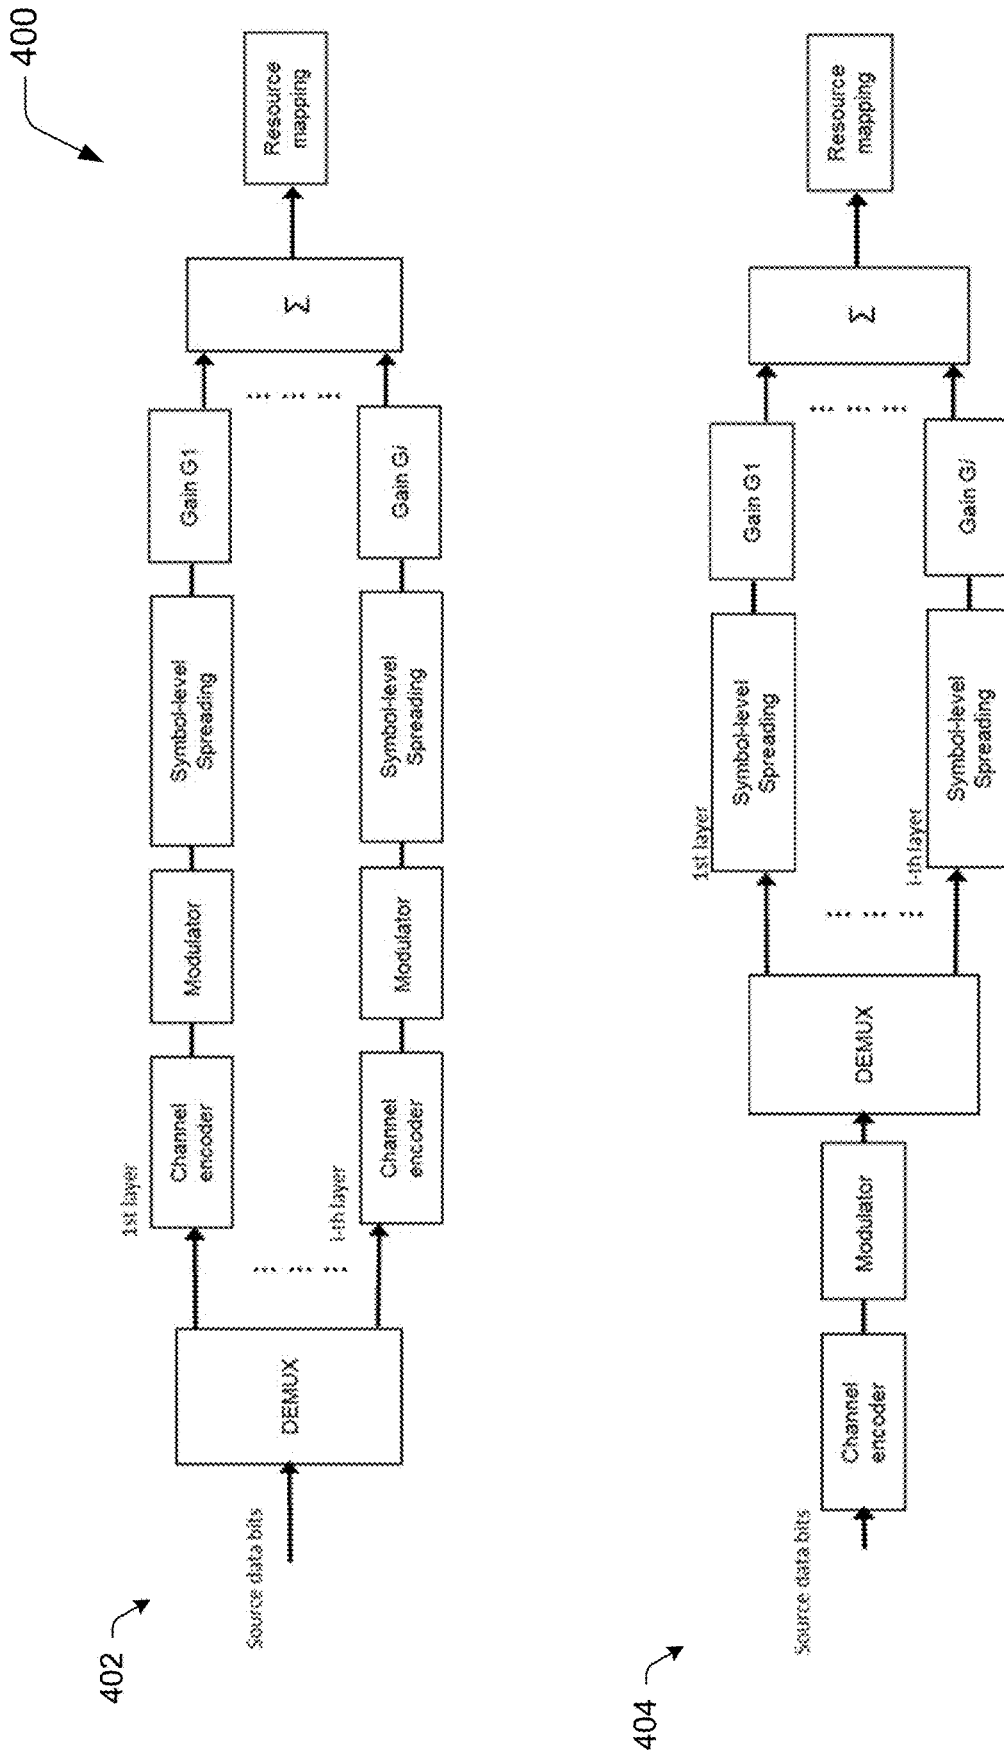 400
402
Source data bits
DEMUX
1st layer
Channel
encoder
Modulator
Symbol-level
Spreading
Gain G1
i-th layer
Channel
encoder
Modulator
Symbol-level
Spreading
Gain Gi
Σ
Resource
mapping
404
Source data bits
Channel
encoder
Modulator
DEMUX
1st layer
Symbol-level
Spreading
Gain G1
i-th layer
Symbol-level
Spreading
Gain Gi
Σ
Resource
mapping